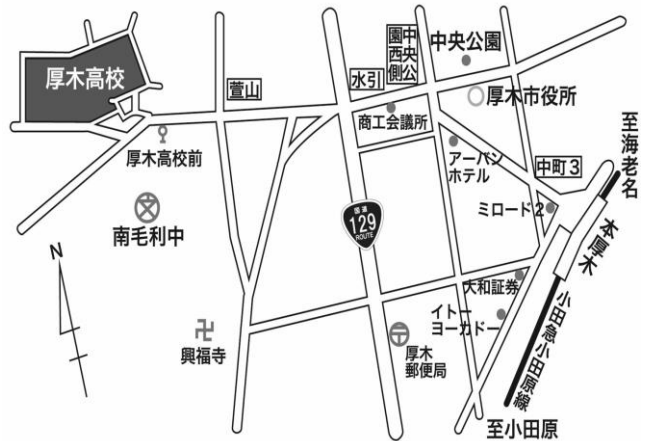 厚木高校
萱山
水引
中央公
園西側
中央公園
厚木市役所
商工会議所
厚木高校前
アーバン
ホテル
中町3
至海老名
ミロード2
本厚木
南毛利中
国道
129
ROUTE
N
大和証券
イトー
ヨーカドー
小田急小田原線
興福寺
厚木
郵便局
至小田原